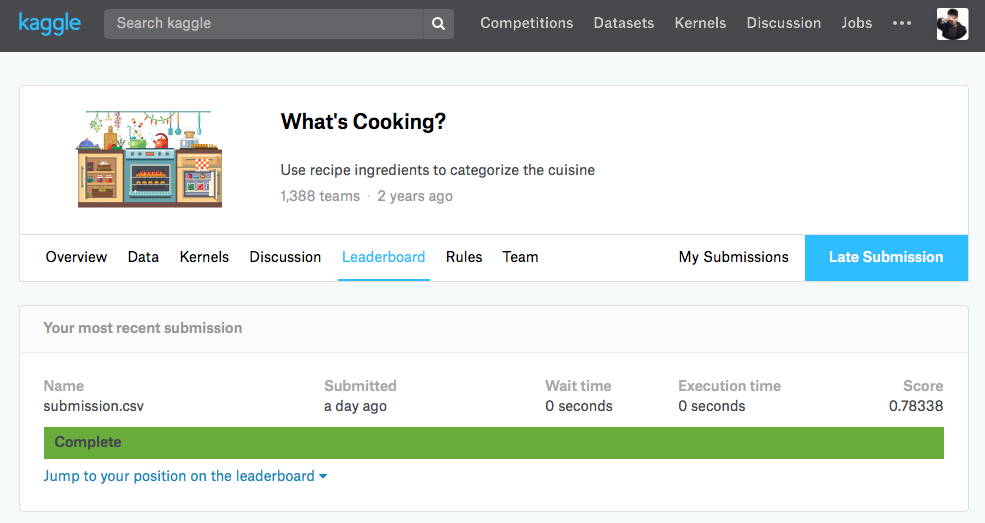 kaggle Search kaggle Competitions Datasets Kernels Discussion Jobs •••
What's Cooking?
Use recipe ingredients to categorize the cuisine
1,388 teams · 2 years ago
Overview Data Kernels Discussion Leaderboard Rules Team My Submissions Late Submission
Your most recent submission
Name Submitted Wait time Execution time Score
submission.csv a day ago 0 seconds 0 seconds 0.78338
Complete
Jump to your position on the leaderboard